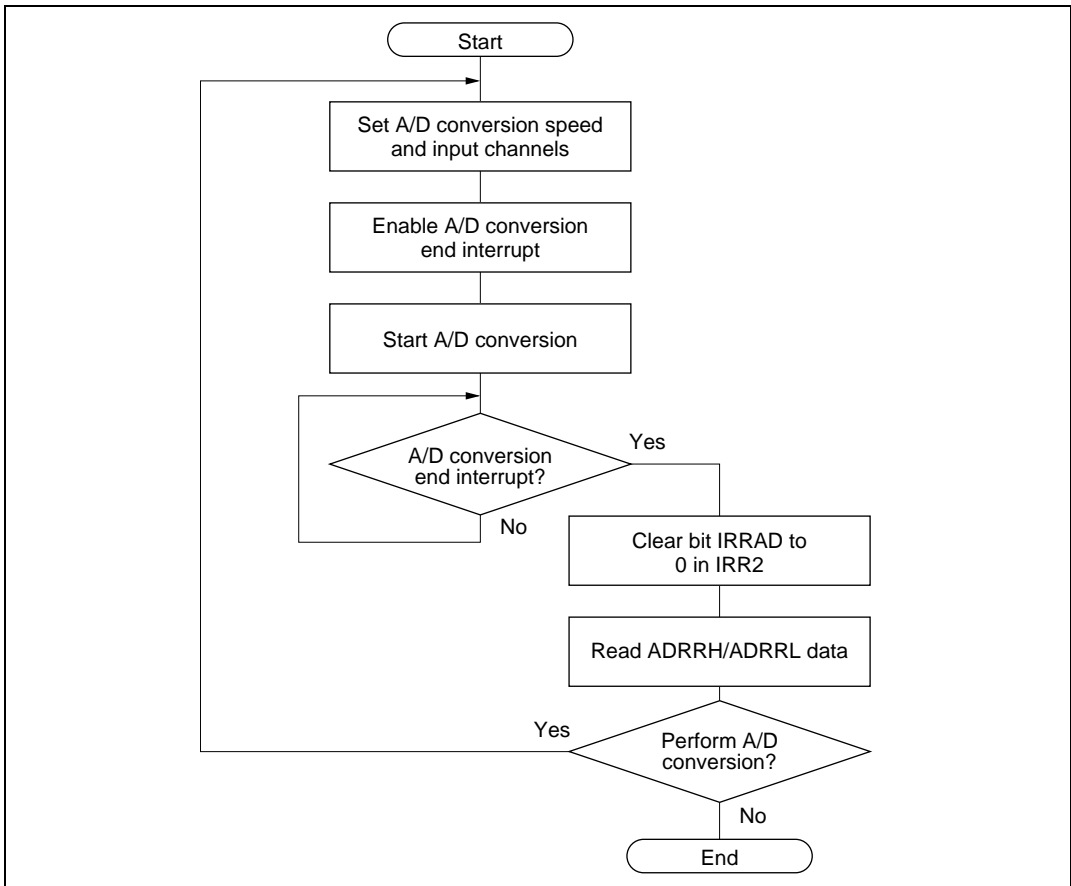 Start
Set A/D conversion speed
and input channels
Enable A/D conversion
end interrupt
Start A/D conversion
A/D conversion
end interrupt?
Yes
No
Clear bit IRRAD to
0 in IRR2
Read ADRRH/ADRRL data
Perform A/D
conversion?
Yes
No
End